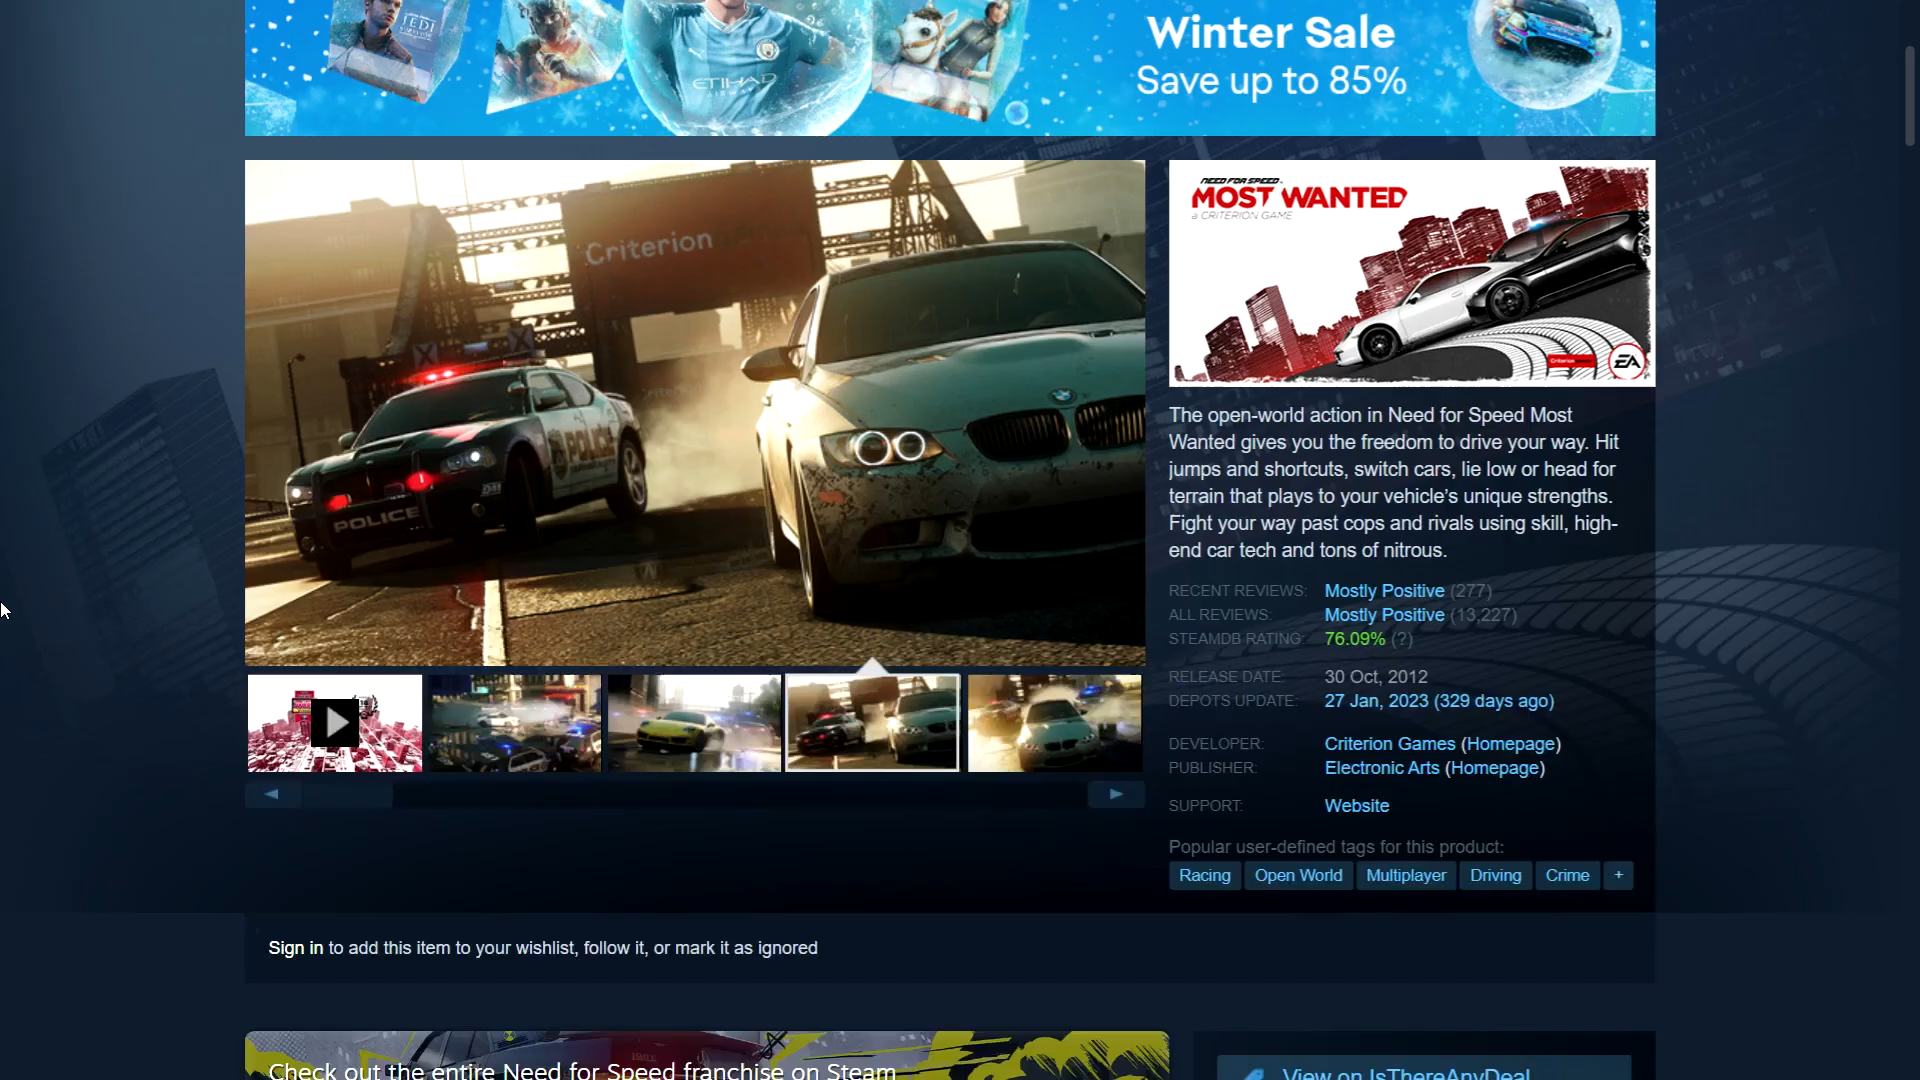 JEDI
SURVIVOR
ETIHAD
AIRWAYS
Winter Sale
Save up to 85%
Criterion
POLICE
POLICE
NEED FOR SPEED
MOST WANTED
a CRITERION GAME
Criterion
EA
The open-world action in Need for Speed Most
Wanted gives you the freedom to drive your way. Hit
jumps and shortcuts, switch cars, lie low or head for
terrain that plays to your vehicle’s unique strengths.
Fight your way past cops and rivals using skill, high-
end car tech and tons of nitrous.
RECENT REVIEWS: Mostly Positive (277)
ALL REVIEWS: Mostly Positive (13,227)
STEAMDB RATING: 76.09% (?)
RELEASE DATE: 30 Oct, 2012
DEPOTS UPDATE: 27 Jan, 2023 (329 days ago)
DEVELOPER: Criterion Games (Homepage)
PUBLISHER: Electronic Arts (Homepage)
SUPPORT: Website
Popular user-defined tags for this product:
Racing Open World Multiplayer Driving Crime +
Sign in to add this item to your wishlist, follow it, or mark it as ignored
Check out the entire Need for Speed franchise on Steam
View on IsThereAnyDeal